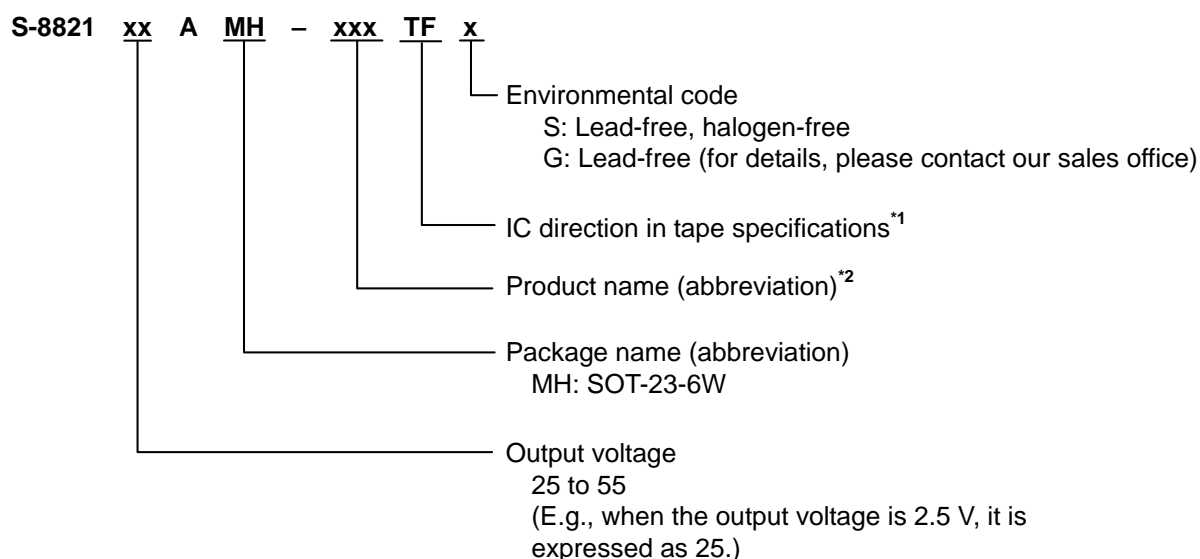 S-8821 xx A MH – xxx TF x
Environmental code
S: Lead-free, halogen-free
G: Lead-free (for details, please contact our sales office)
IC direction in tape specifications*1
Product name (abbreviation)*2
Package name (abbreviation)
MH: SOT-23-6W
Output voltage
25 to 55
(E.g., when the output voltage is 2.5 V, it is
expressed as 25.)